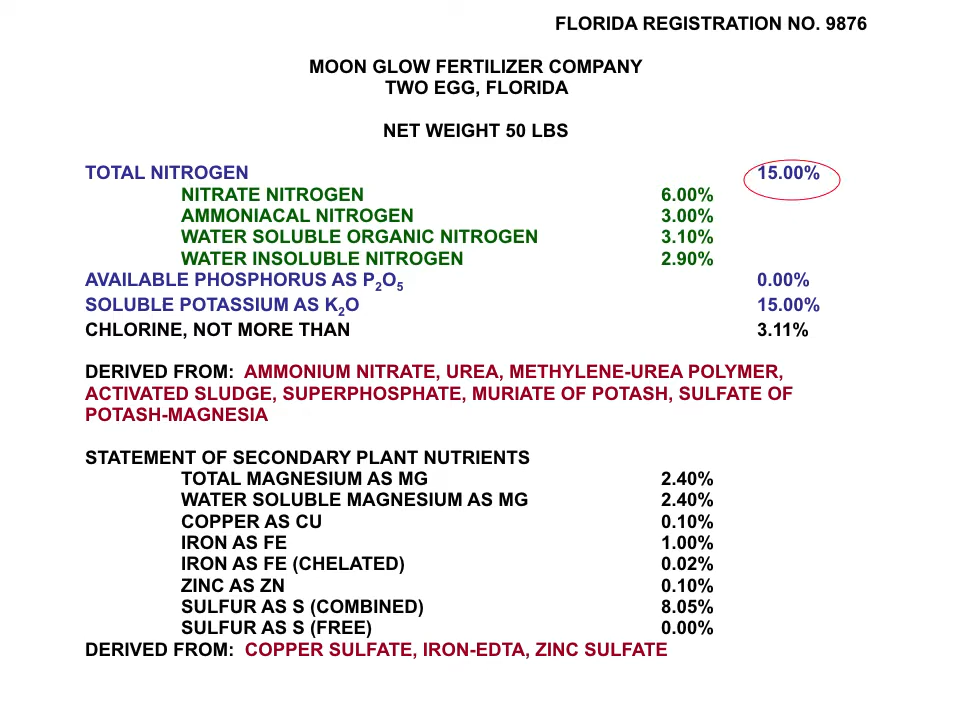 FLORIDA REGISTRATION NO. 9876
MOON GLOW FERTILIZER COMPANY
TWO EGG, FLORIDA
NET WEIGHT 50 LBS
TOTAL NITROGEN 15.00%
NITRATE NITROGEN 6.00%
AMMONIACAL NITROGEN 3.00%
WATER SOLUBLE ORGANIC NITROGEN 3.10%
WATER INSOLUBLE NITROGEN 2.90%
AVAILABLE PHOSPHORUS AS P₂O₅ 0.00%
SOLUBLE POTASSIUM AS K₂O 15.00%
CHLORINE, NOT MORE THAN 3.11%
DERIVED FROM: AMMONIUM NITRATE, UREA, METHYLENE-UREA POLYMER,
ACTIVATED SLUDGE, SUPERPHOSPHATE, MURIATE OF POTASH, SULFATE OF
POTASH-MAGNESIA
STATEMENT OF SECONDARY PLANT NUTRIENTS
TOTAL MAGNESIUM AS MG 2.40%
WATER SOLUBLE MAGNESIUM AS MG 2.40%
COPPER AS CU 0.10%
IRON AS FE 1.00%
IRON AS FE (CHELATED) 0.02%
ZINC AS ZN 0.10%
SULFUR AS S (COMBINED) 8.05%
SULFUR AS S (FREE) 0.00%
DERIVED FROM: COPPER SULFATE, IRON-EDTA, ZINC SULFATE